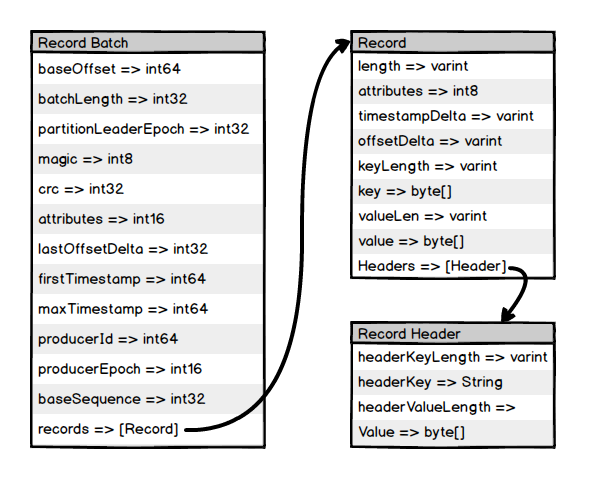 Record Batch
baseOffset => int64
batchLength => int32
partitionLeaderEpoch => int32
magic => int8
crc => int32
attributes => int16
lastOffsetDelta => int32
firstTimestamp => int64
maxTimestamp => int64
producerId => int64
producerEpoch => int16
baseSequence => int32
records => [Record]
Record
length => varint
attributes => int8
timestampDelta => varint
offsetDelta => varint
keyLength => varint
key => byte[]
valueLen => varint
value => byte[]
Headers => [Header]
Record Header
headerKeyLength => varint
headerKey => String
headerValueLength =>
Value => byte[]